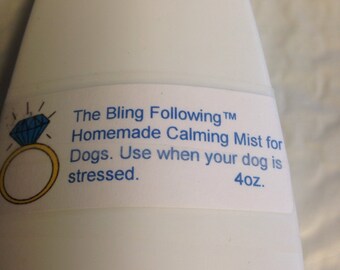 The Bling Following™
Homemade Calming Mist for
Dogs. Use when your dog is
stressed. 4oz.